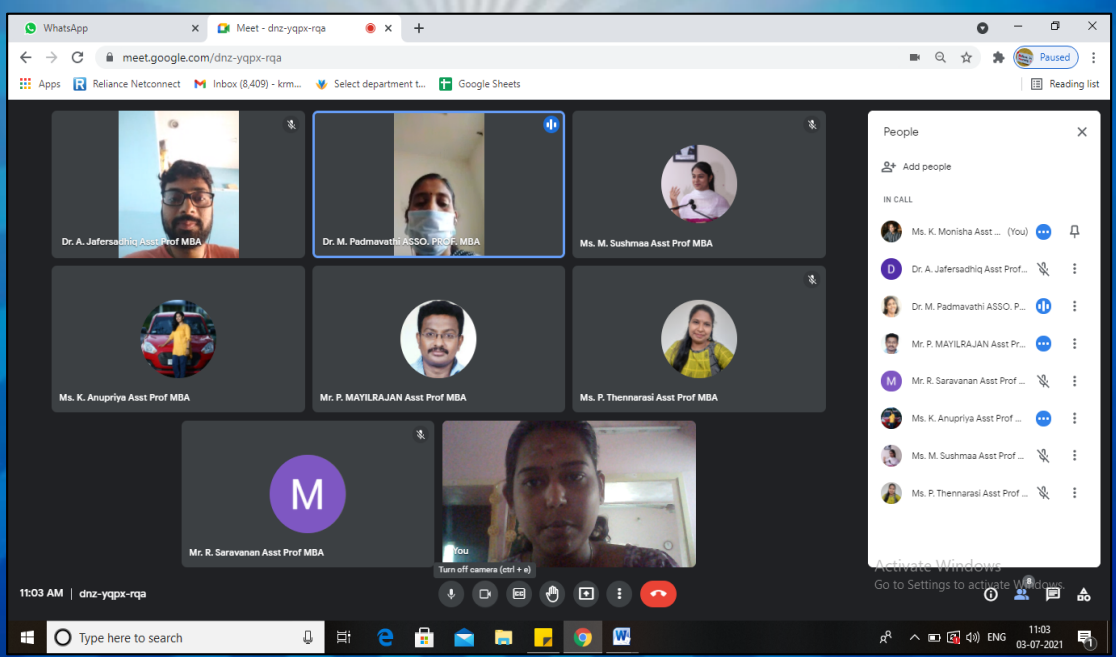 WhatsApp
Meet - dnz-yqpx-rqa
meet.google.com/dnz-yqpx-rqa
Paused
Apps
Reliance Netconnect
Inbox (8,409) - krm...
Select department t...
Google Sheets
Reading list
Dr. A. Jafersadhiq Asst Prof MBA
Dr. M. Padmavathi ASSO. PROF. MBA
Ms. M. Sushmaa Asst Prof MBA
Ms. K. Anupriya Asst Prof MBA
Mr. P. MAYILRAJAN Asst Prof MBA
Ms. P. Thennarasi Asst Prof MBA
M
Mr. R. Saravanan Asst Prof MBA
You
Turn off camera (ctrl + e)
People
Add people
IN CALL
Ms. K. Monisha Asst ... (You)
D
Dr. A. Jafersadhiq Asst Prof...
Dr. M. Padmavathi ASSO. P...
Mr. P. MAYILRAJAN Asst Pr...
M
Mr. R. Saravanan Asst Prof ...
Ms. K. Anupriya Asst Prof ...
Ms. M. Sushmaa Asst Prof ...
Ms. P. Thennarasi Asst Prof ...
Activate Windows
Go to Settings to activate Windows.
8
11:03 AM | dnz-yqpx-rqa
Type here to search
ENG
11:03
03-07-2021
1